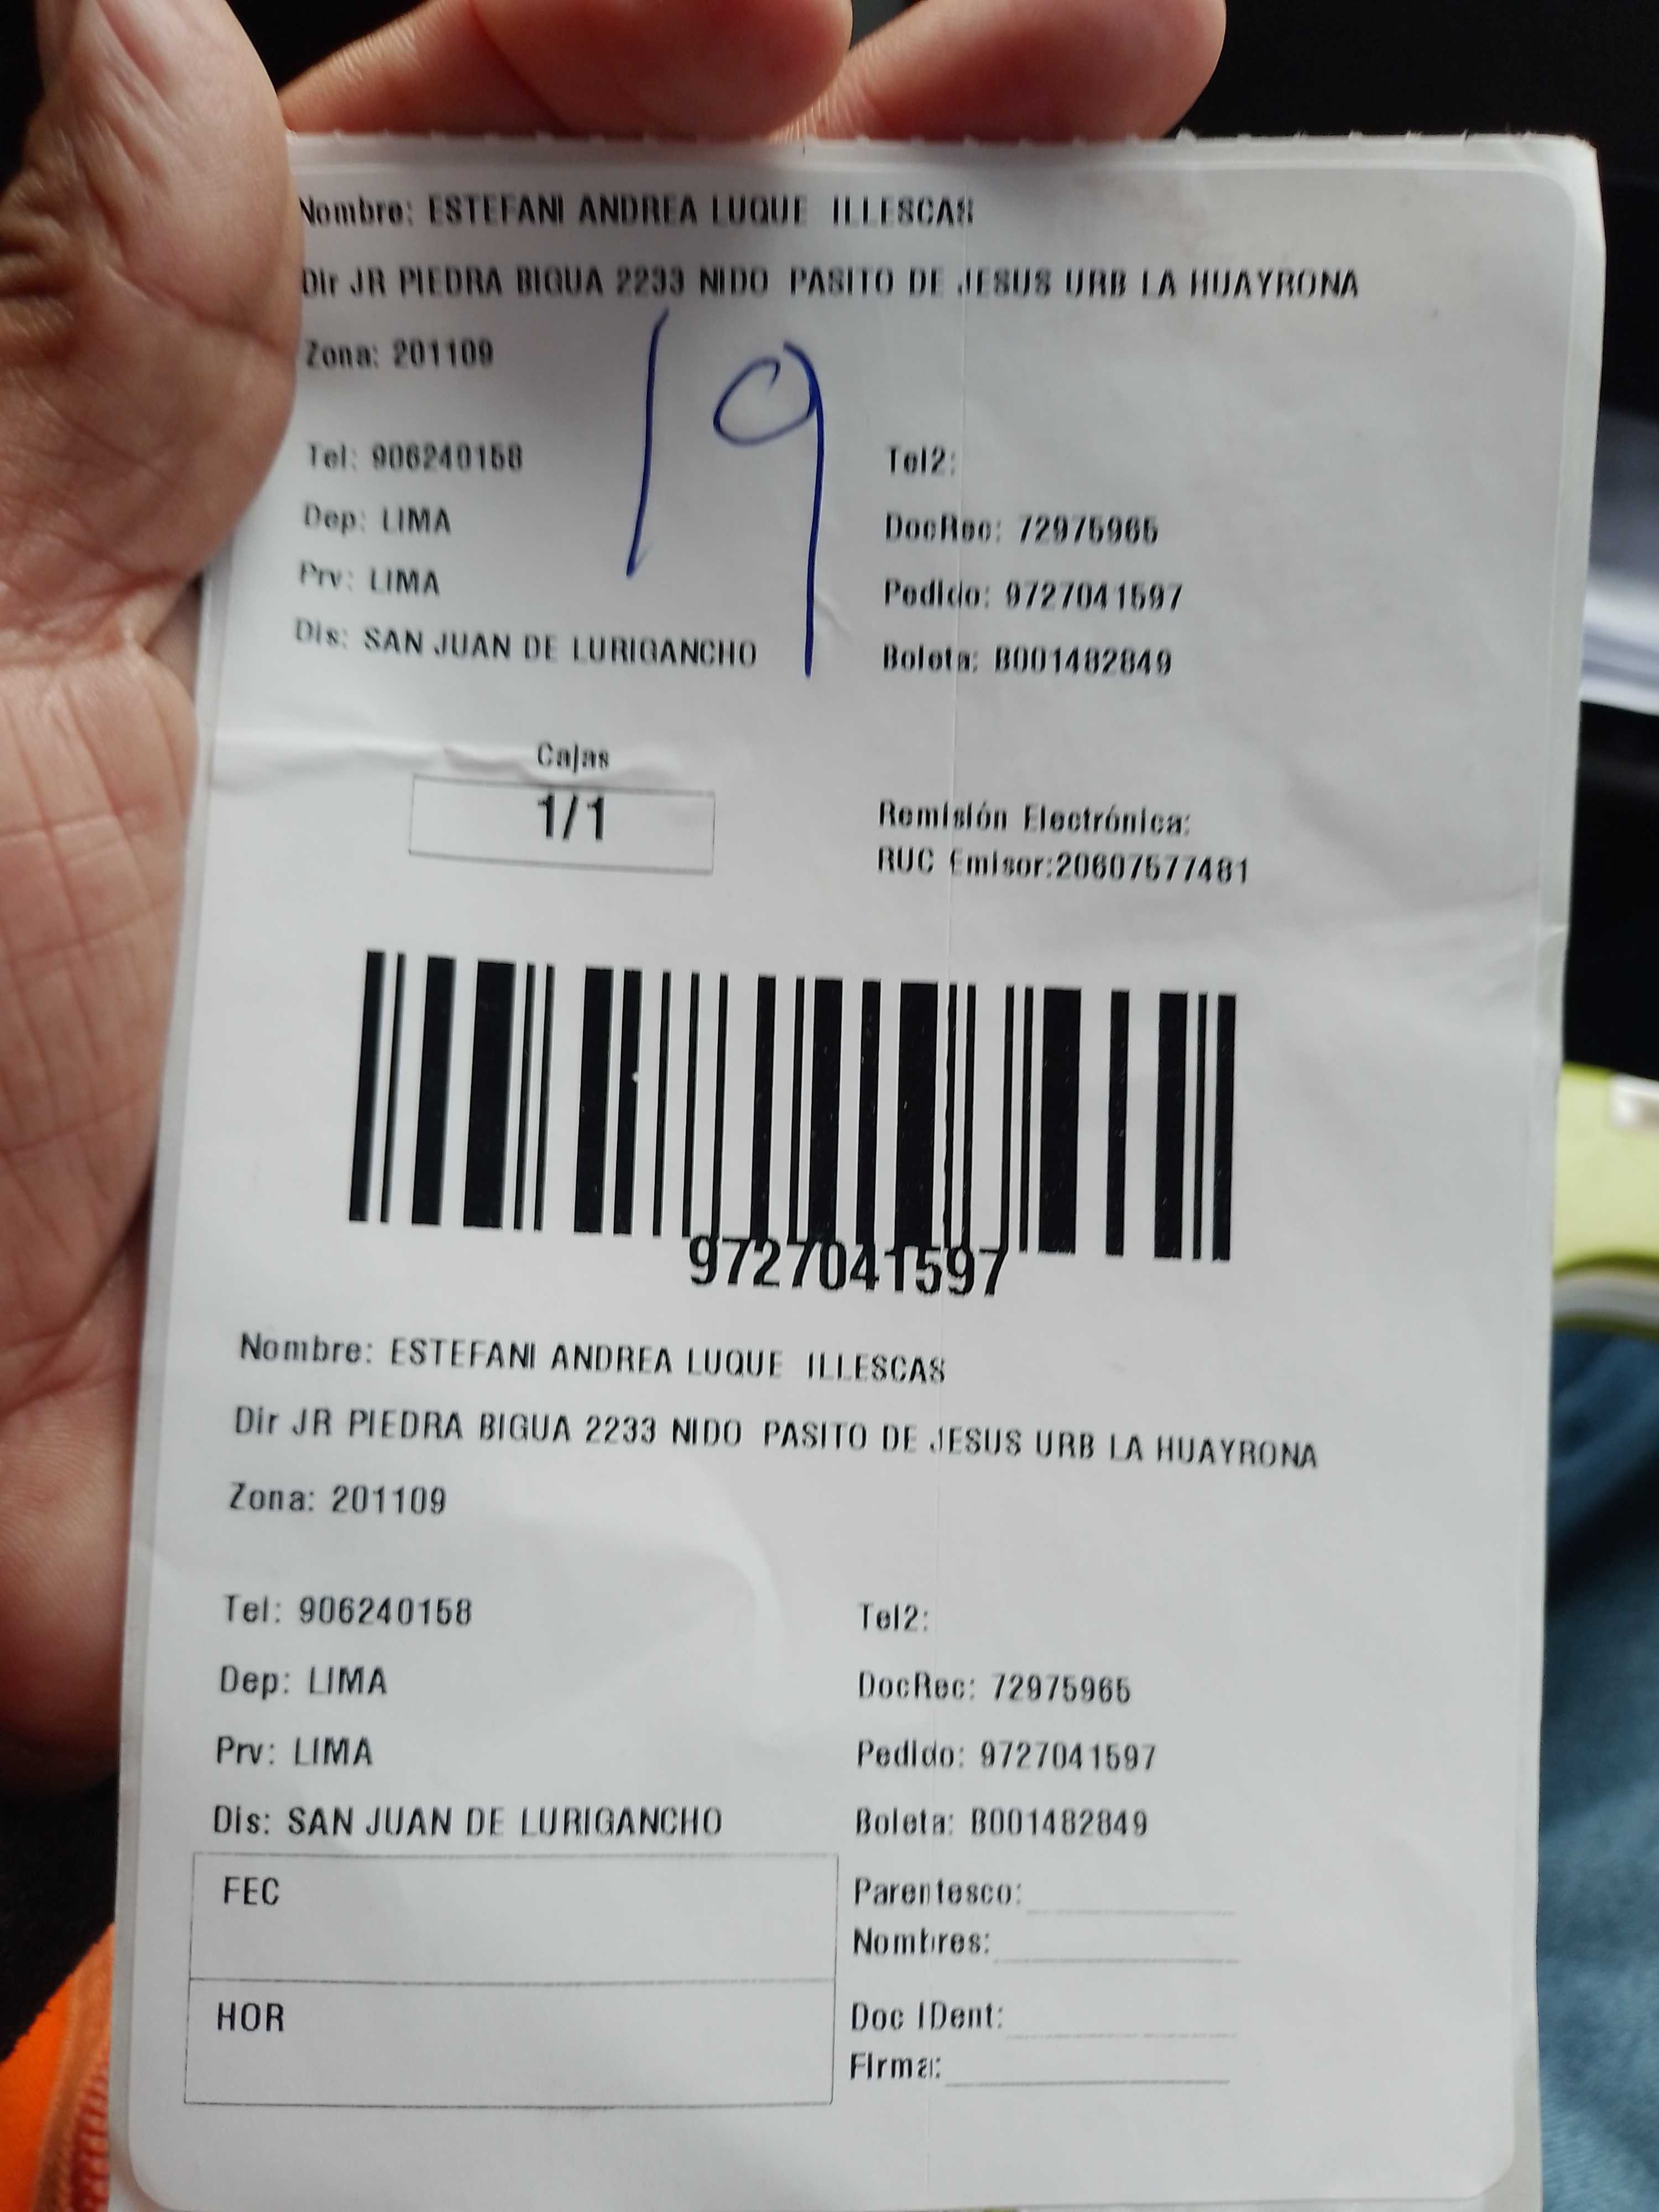 Nombre: ESTEFANI ANDREA LUQUE ILLESCAS
Dir JR PIEDRA BIGUA 2233 NIDO PASITO DE JESUS URB LA HUAYRONA
Zona: 201109
19
Tel: 906240158 Tel2:
Dep: LIMA DocRec: 72975965
Prv: LIMA Pedido: 9727041597
Dis: SAN JUAN DE LURIGANCHO Boleta: B001482849
Cajas
1/1
Remisión Electrónica:
RUC Emisor:20607577481
9727041597
Nombre: ESTEFANI ANDREA LUQUE ILLESCAS
Dir JR PIEDRA BIGUA 2233 NIDO PASITO DE JESUS URB LA HUAYRONA
Zona: 201109
Tel: 906240158 Tel2:
Dep: LIMA DocRec: 72975965
Prv: LIMA Pedido: 9727041597
Dis: SAN JUAN DE LURIGANCHO Boleta: B001482849
FEC Parentesco:
Nombres:
HOR Doc IDent:
Firma: